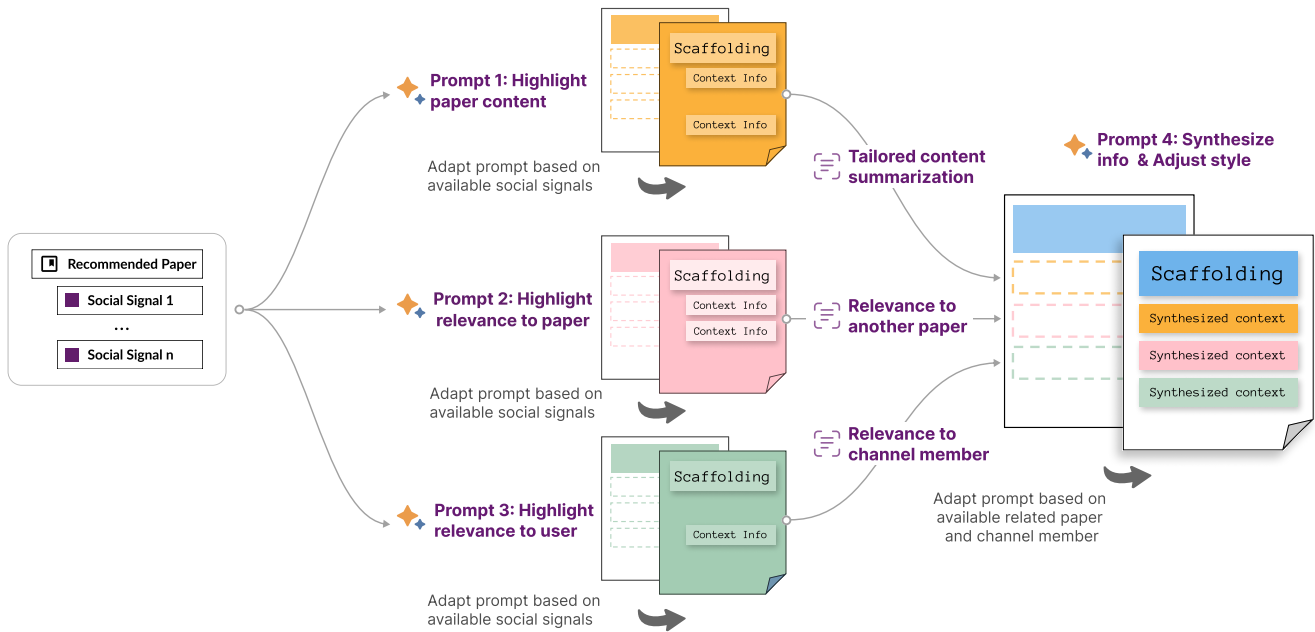 Recommended Paper
Social Signal 1
...
Social Signal n
Prompt 1: Highlight
paper content
Adapt prompt based on
available social signals
Scaffolding
Context Info
Context Info
Tailored content
summarization
Prompt 2: Highlight
relevance to paper
Adapt prompt based on
available social signals
Scaffolding
Context Info
Context Info
Relevance to
another paper
Prompt 3: Highlight
relevance to user
Adapt prompt based on
available social signals
Scaffolding
Context Info
Relevance to
channel member
Prompt 4: Synthesize
info & Adjust style
Scaffolding
Synthesized context
Synthesized context
Synthesized context
Adapt prompt based on
available related paper
and channel member